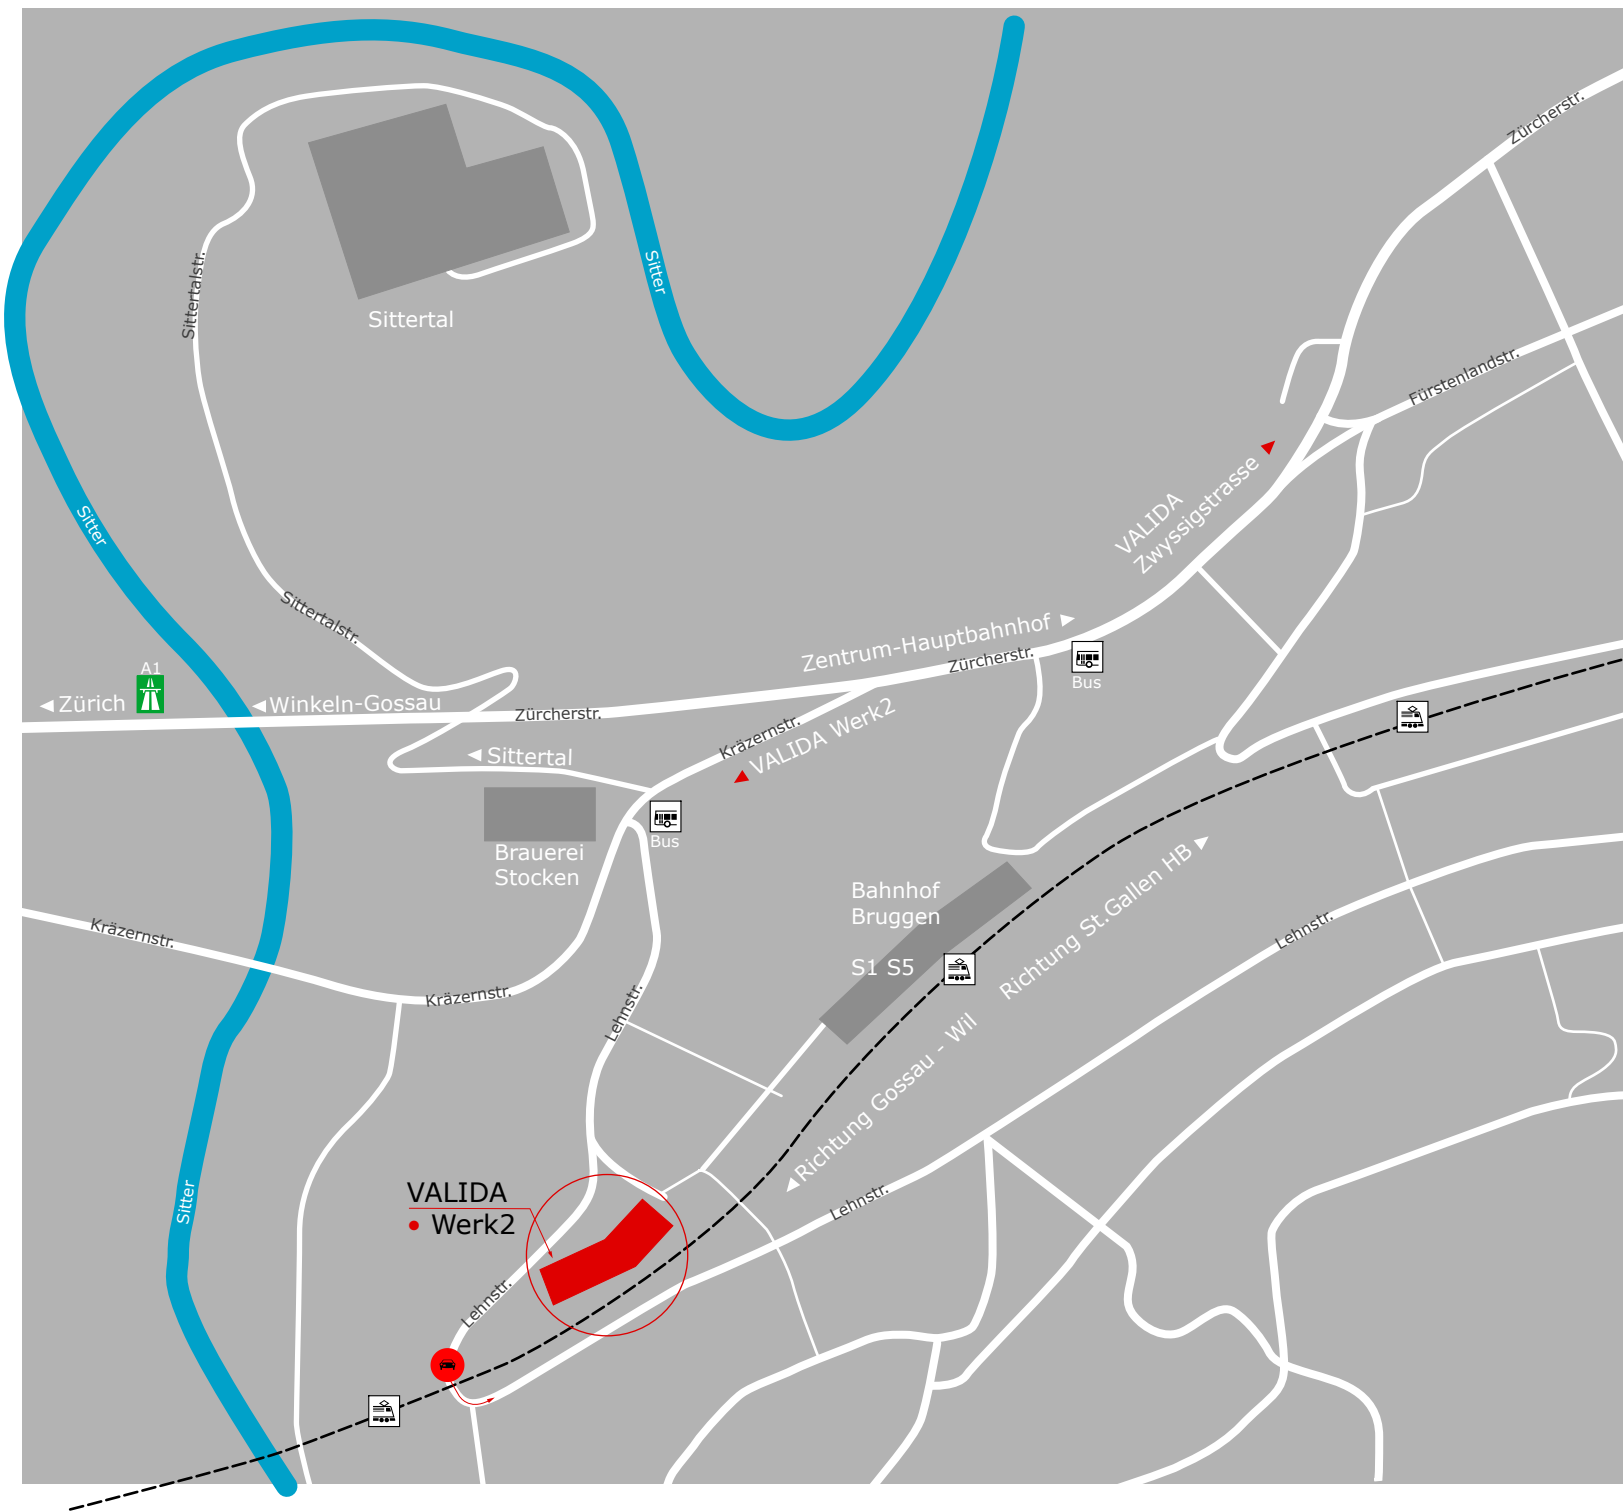 Zürcherstr.
Sitter
Sittertalstr.
Sittertal
Fürstenlandstr.
VALIDA
Zwyssigstrasse
Sitter
Sittertalstr.
Zentrum-Hauptbahnhof
Zürcherstr.
Bus
A1
Zürich
Winkeln-Gossau
Zürcherstr.
Kräzernstr.
VALIDA Werk2
Sittertal
Bus
Brauerei
Stocken
Bahnhof
Bruggen
S1 S5
Richtung St.Gallen HB
Lehnstr.
Kräzernstr.
Kräzernstr.
Lehnstr.
Richtung Gossau - Wil
VALIDA
Werk2
Sitter
Lehnstr.
Lehnstr.